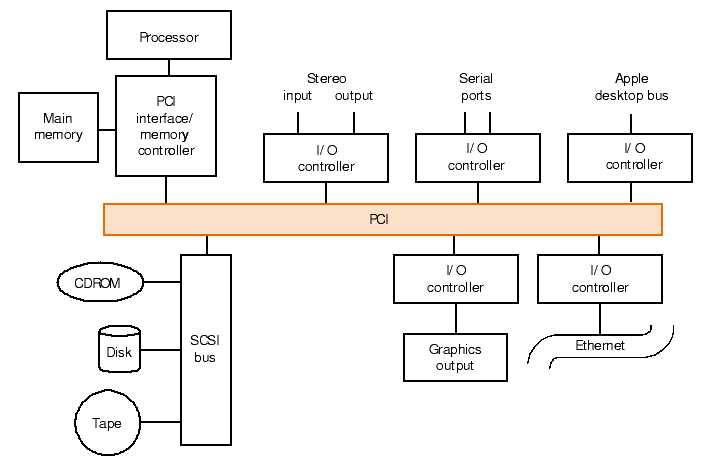 Processor
PCI
interface/
memory
controller
Main
memory
Stereo
input output
Serial
ports
Apple
desktop bus
I/O
controller
I/O
controller
I/O
controller
PCI
CDROM
Disk
Tape
SCSI
bus
I/O
controller
I/O
controller
Graphics
output
Ethernet